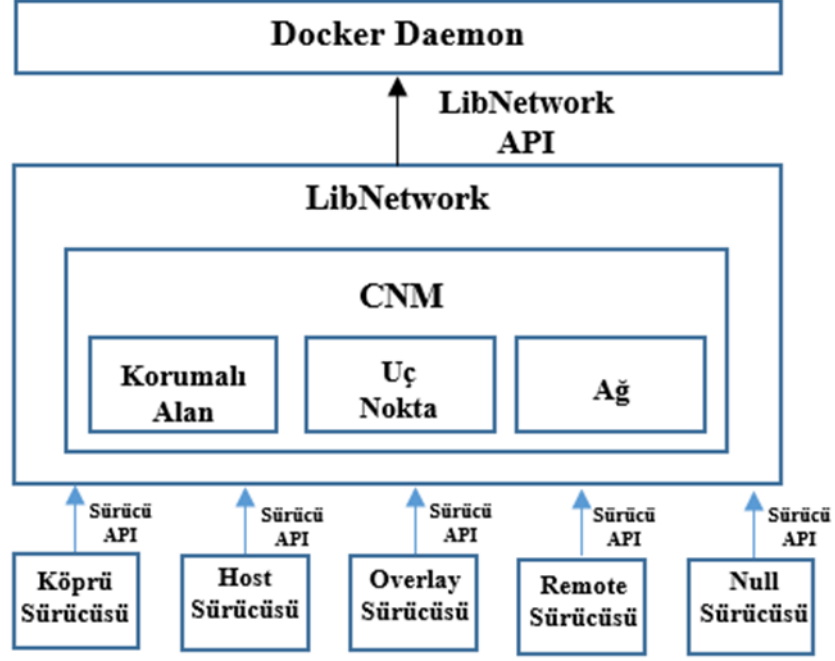 Docker Daemon
LibNetwork
API
LibNetwork
CNM
Korumalı
Alan
Uç
Nokta
Ağ
Sürücü
API
Sürücü
API
Sürücü
API
Sürücü
API
Sürücü
API
Köprü
Sürücüsü
Host
Sürücüsü
Overlay
Sürücüsü
Remote
Sürücüsü
Null
Sürücüsü